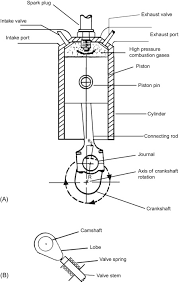 Spark plug
Exhaust valve
Intake valve
Exhaust port
Intake port
High pressure
combustion gasea
Piston
Piston pin
Cylinder
Connecting rod
Journal
Axis of crankshaft
rotation
Crankshaft
(A)
Camshaft
Lobe
Valve spring
Valve stem
(B)